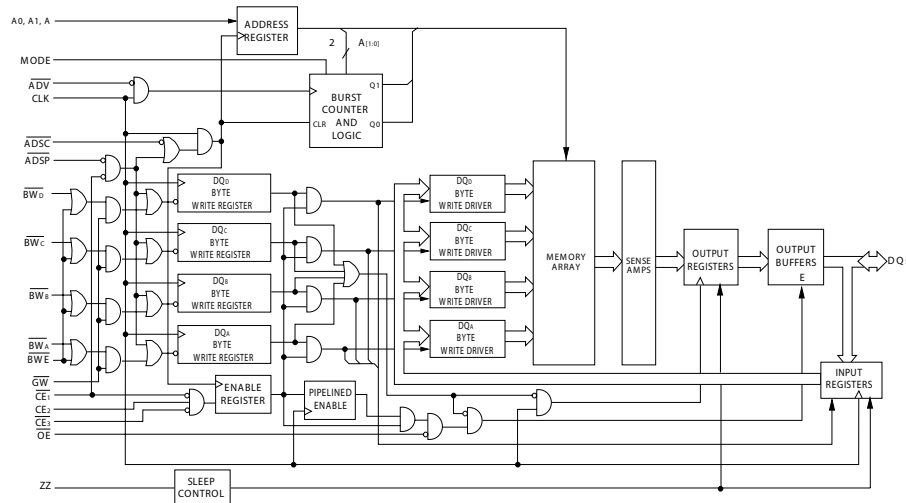 A0, A1, A
ADDRESS
REGISTER
2
A[1:0]
MODE
ADV
CLK
BURST
COUNTER
AND
LOGIC
CLR
Q1
Q0
ADSC
ADSP
BWD
DQD
BYTE
WRITE REGISTER
DQD
BYTE
WRITE DRIVER
BWC
DQC
BYTE
WRITE REGISTER
DQC
BYTE
WRITE DRIVER
BWB
DQB
BYTE
WRITE REGISTER
DQB
BYTE
WRITE DRIVER
BWA
BWE
DQA
BYTE
WRITE REGISTER
DQA
BYTE
WRITE DRIVER
MEMORY
ARRAY
SENSE
AMPS
OUTPUT
REGISTERS
OUTPUT
BUFFERS
E
GW
CE1
CE2
CE3
OE
ENABLE
REGISTER
PIPELINED
ENABLE
INPUT
REGISTERS
ZZ
SLEEP
CONTROL